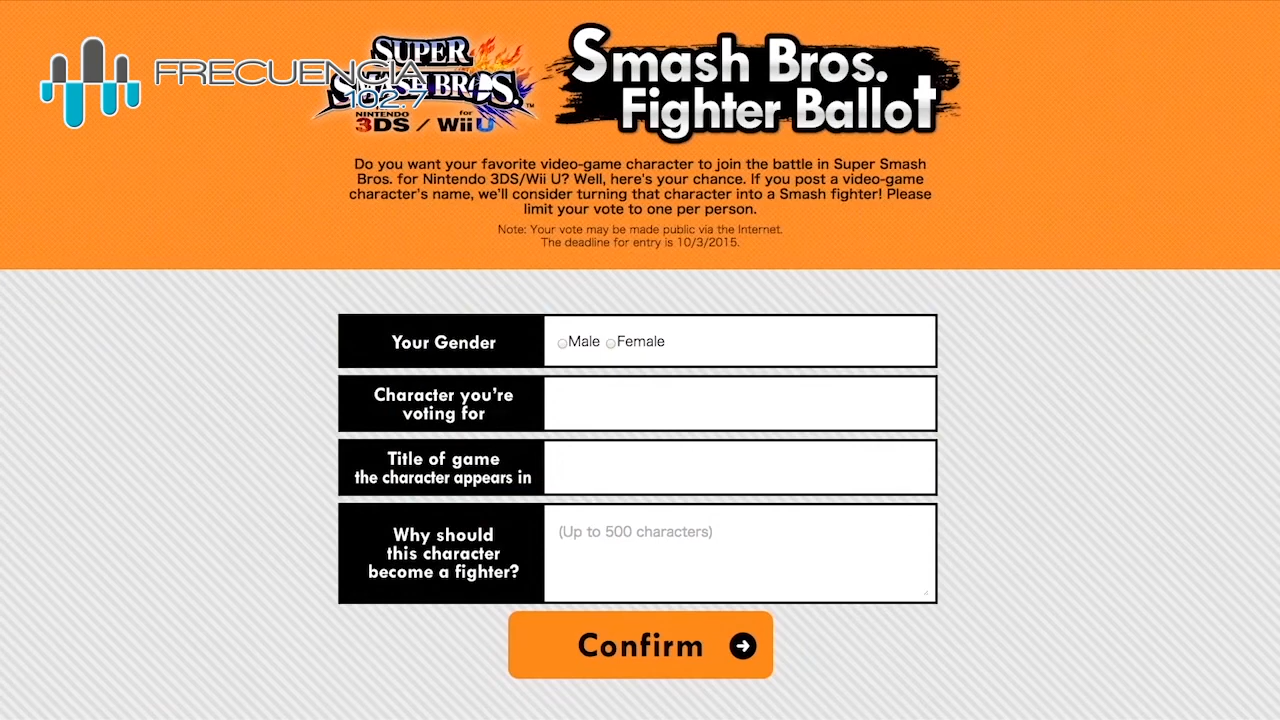 FRECUENCIA
102.7
SUPER
SMASH BROS.™
NINTENDO 3DS / for Wii U
Smash Bros.
Fighter Ballot
Do you want your favorite video-game character to join the battle in Super Smash
Bros. for Nintendo 3DS/Wii U? Well, here's your chance. If you post a video-game
character's name, we'll consider turning that character into a Smash fighter! Please
limit your vote to one per person.
Note: Your vote may be made public via the Internet.
The deadline for entry is 10/3/2015.
Your Gender
Male Female
Character you're
voting for
Title of game
the character appears in
Why should
this character
become a fighter?
(Up to 500 characters)
Confirm